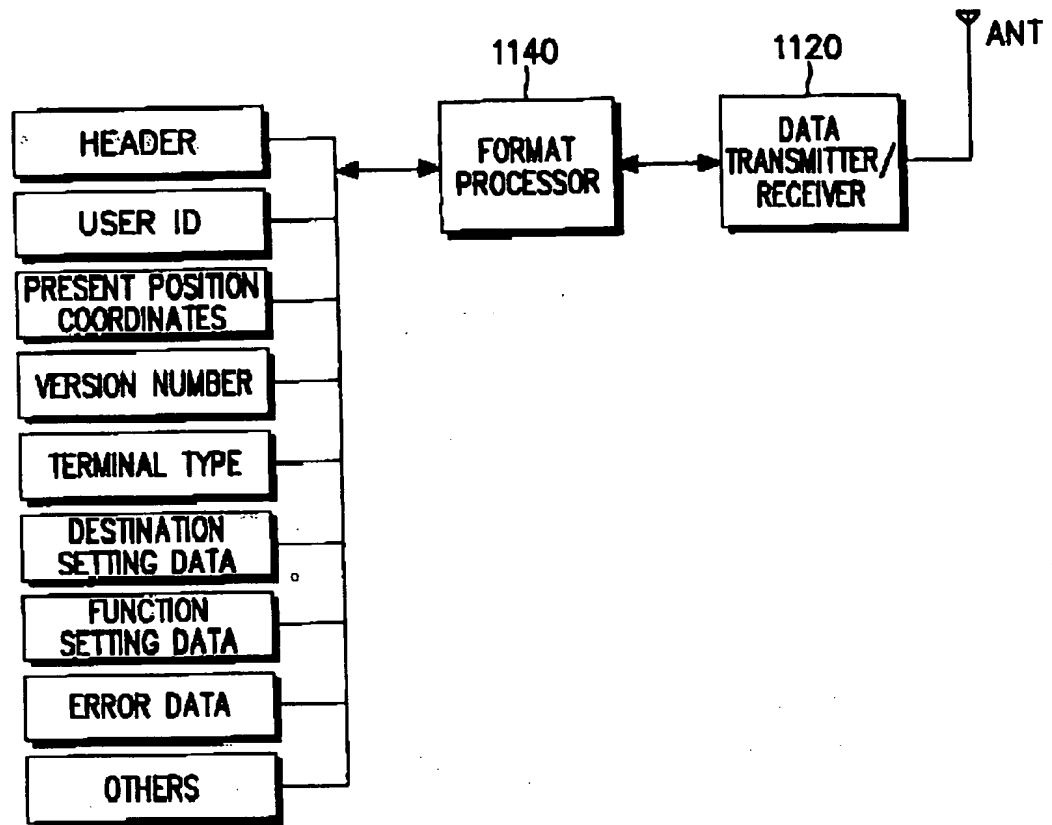 ANT
1140
1120
HEADER
FORMAT
PROCESSOR
DATA
TRANSMITTER/
RECEIVER
USER ID
PRESENT POSITION
COORDINATES
VERSION NUMBER
TERMINAL TYPE
DESTINATION
SETTING DATA
FUNCTION
SETTING DATA
ERROR DATA
OTHERS